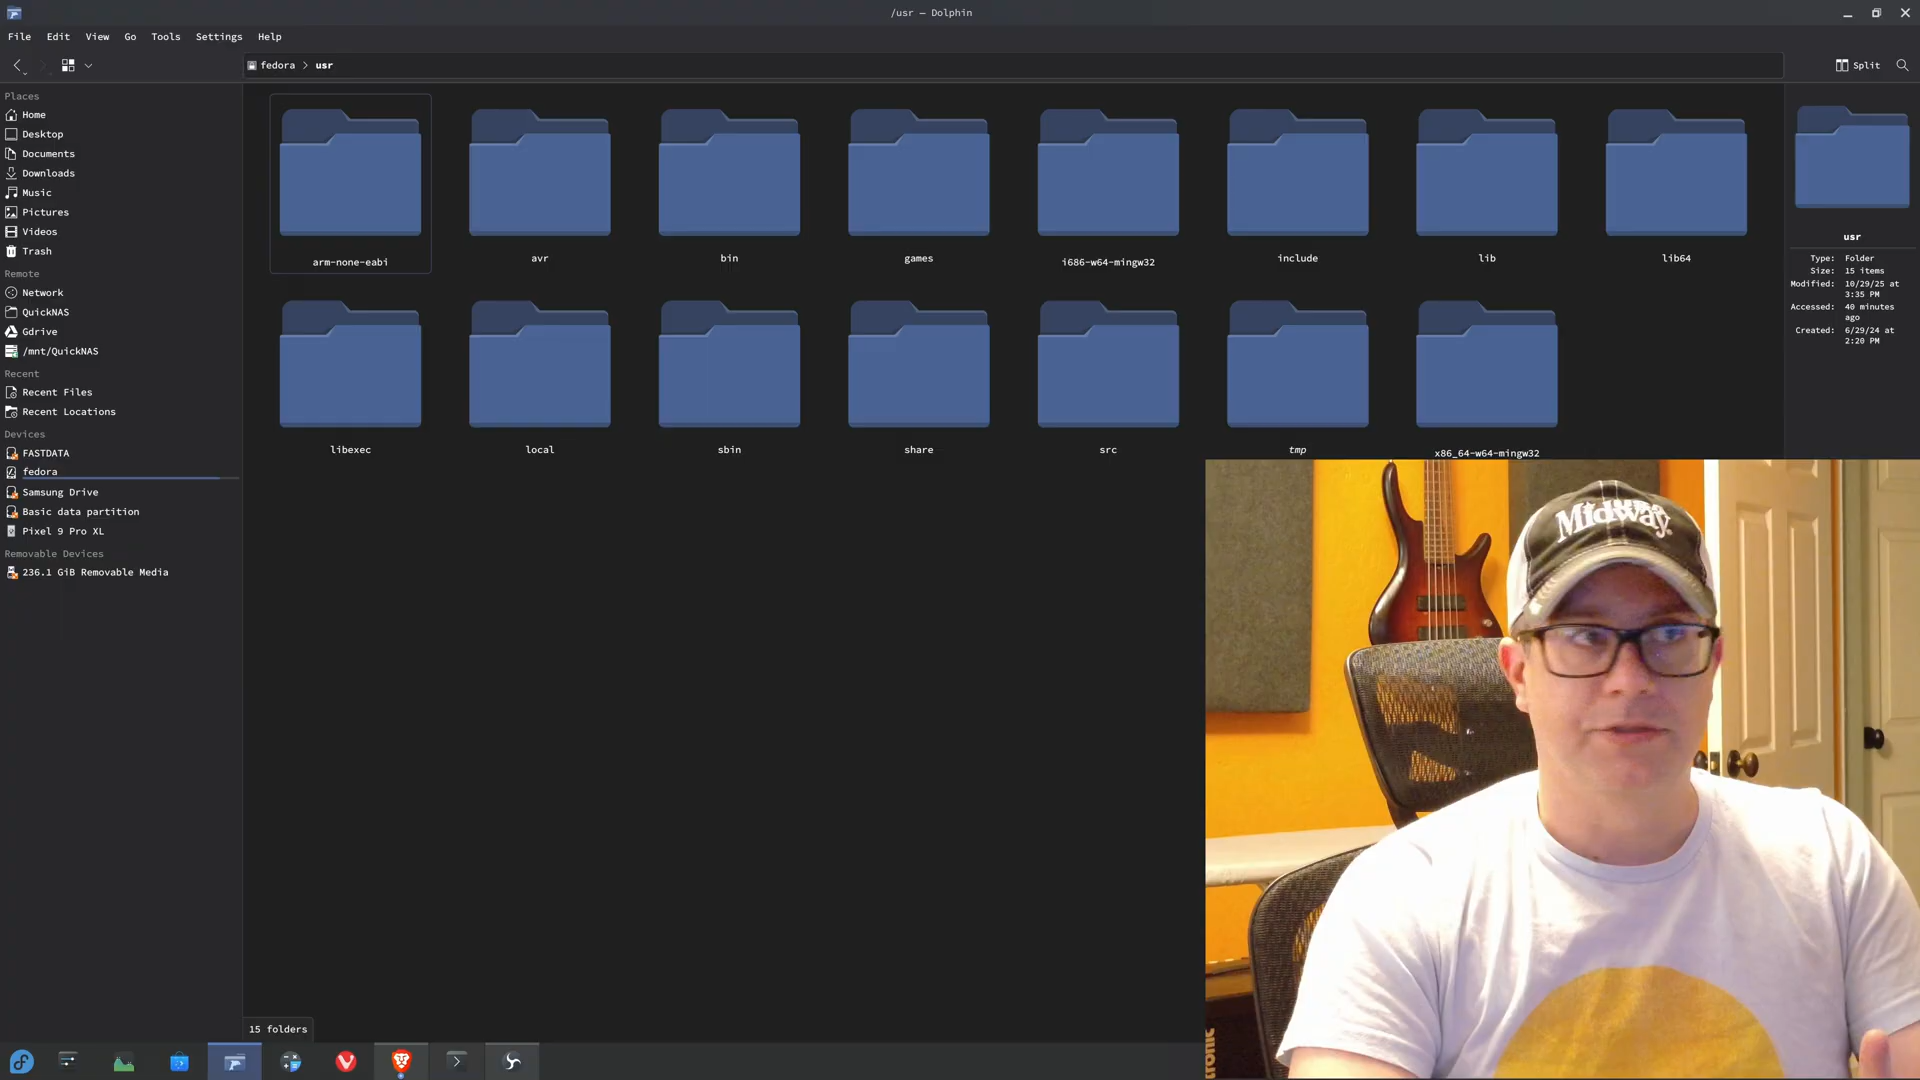 /usr — Dolphin
File Edit View Go Tools Settings Help
fedora > usr
Split
Places
Home
Desktop
Documents
Downloads
Music
Pictures
Videos
Trash
Remote
Network
QuickNAS
Gdrive
/mnt/QuickNAS
Recent
Recent Files
Recent Locations
Devices
FASTDATA
fedora
Samsung Drive
Basic data partition
Pixel 9 Pro XL
Removable Devices
236.1 GiB Removable Media
arm-none-eabi avr bin games i686-w64-mingw32 include lib lib64
libexec local sbin share src tmp x86_64-w64-mingw32
usr
Type: Folder
Size: 15 items
Modified: 10/29/25 at
3:35 PM
Accessed: 40 minutes
ago
Created: 6/29/24 at
2:20 PM
Midway
15 folders